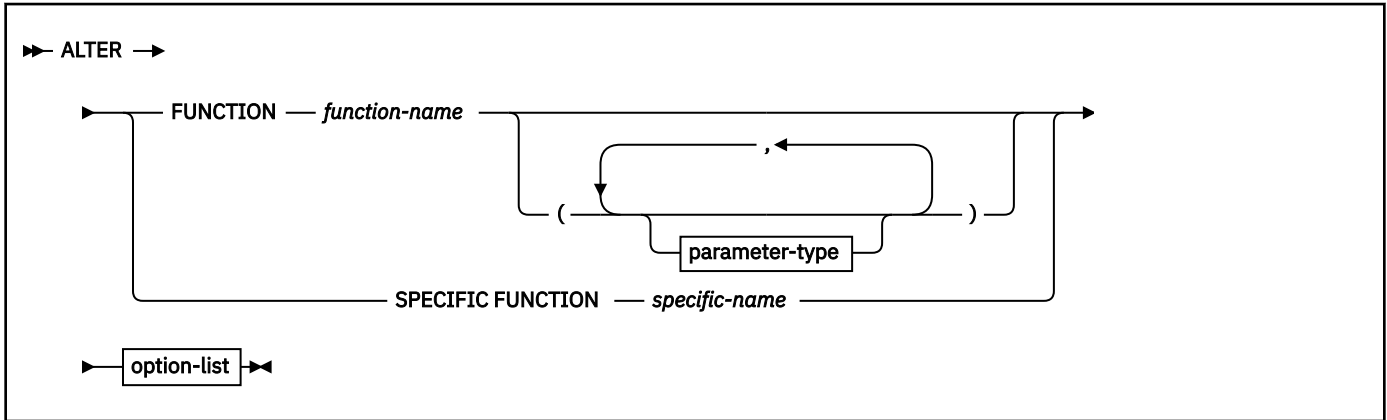 ALTER
FUNCTION function-name
,
( )
parameter-type
SPECIFIC FUNCTION specific-name
option-list